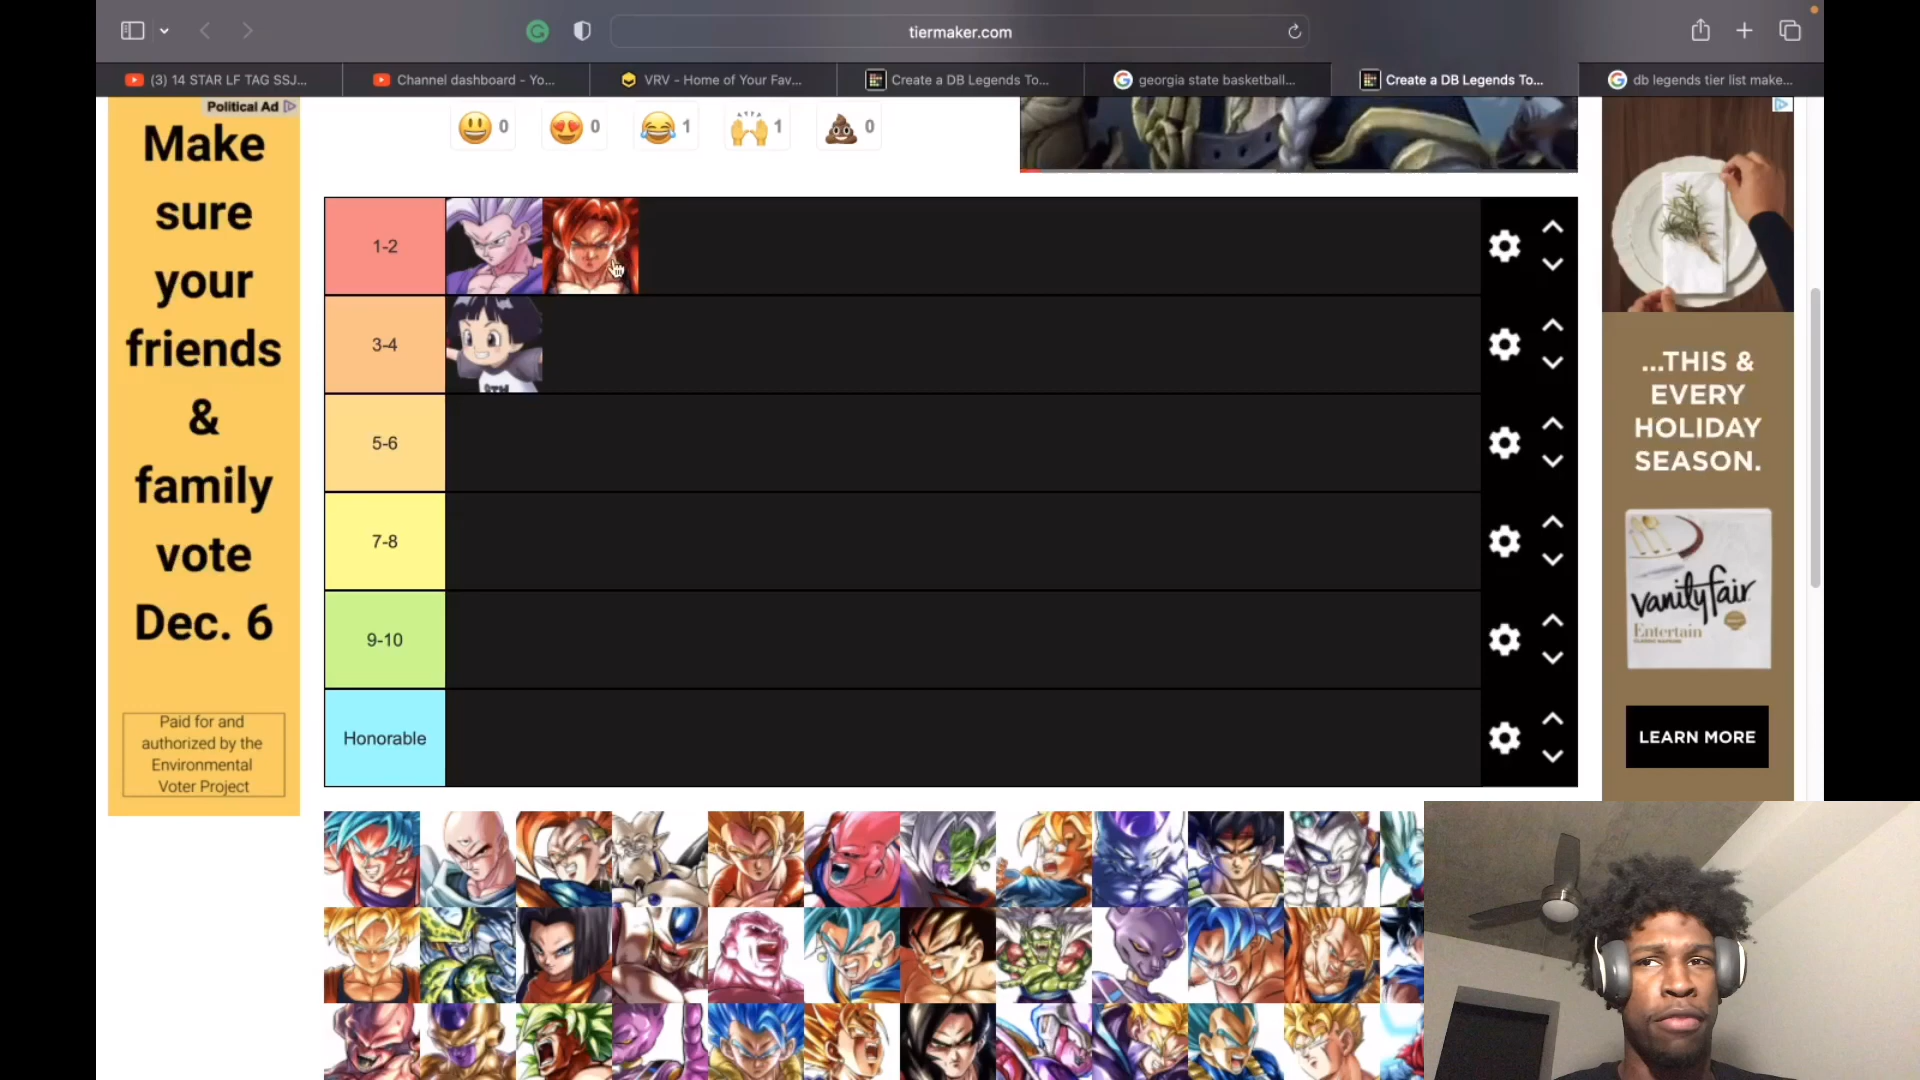 tiermaker.com
(3) 14 STAR LF TAG SSJ...
Channel dashboard - Yo...
VRV - Home of Your Fav...
Create a DB Legends To...
georgia state basketball...
Create a DB Legends To...
db legends tier list make...
Political Ad
Make
sure
your
friends
&
family
vote
Dec. 6
Paid for and
authorized by the
Environmental
Voter Project
0
0
1
1
0
1-2
3-4
5-6
7-8
9-10
Honorable
...THIS &
EVERY
HOLIDAY
SEASON.
vanity fair
Entertain
LEARN MORE